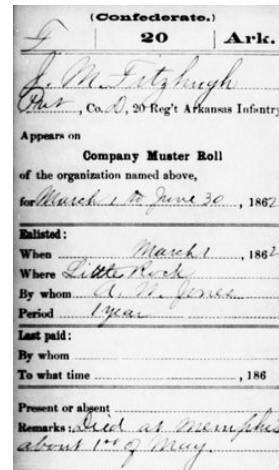 (Confederate.)
F 20 Ark.
J. M. Fitzhugh
Pvt, Co. D, 20 Reg't Arkansas Infantry
Appears on
Company Muster Roll
of the organization named above,
for March 1 to June 30, 1862
Enlisted:
When March 1, 1862
Where Little Rock
By whom A. W. Jones
Period 1 year
Last paid:
By whom
To what time , 186
Present or absent
Remarks: Died at Memphis
about 1st of May.